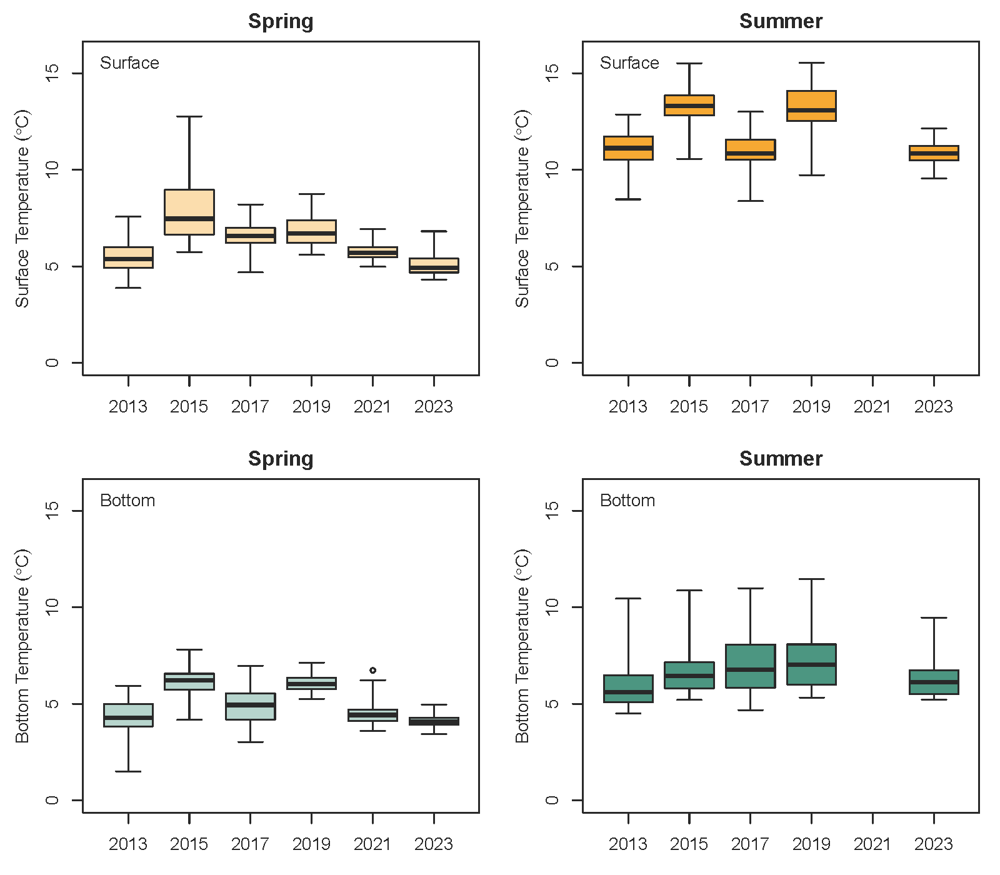 Spring
Surface
Surface Temperature (°C)
15
10
5
0
2013 2015 2017 2019 2021 2023
Summer
Surface
Surface Temperature (°C)
15
10
5
0
2013 2015 2017 2019 2021 2023
Spring
Bottom
Bottom Temperature (°C)
15
10
5
0
2013 2015 2017 2019 2021 2023
Summer
Bottom
Bottom Temperature (°C)
15
10
5
0
2013 2015 2017 2019 2021 2023